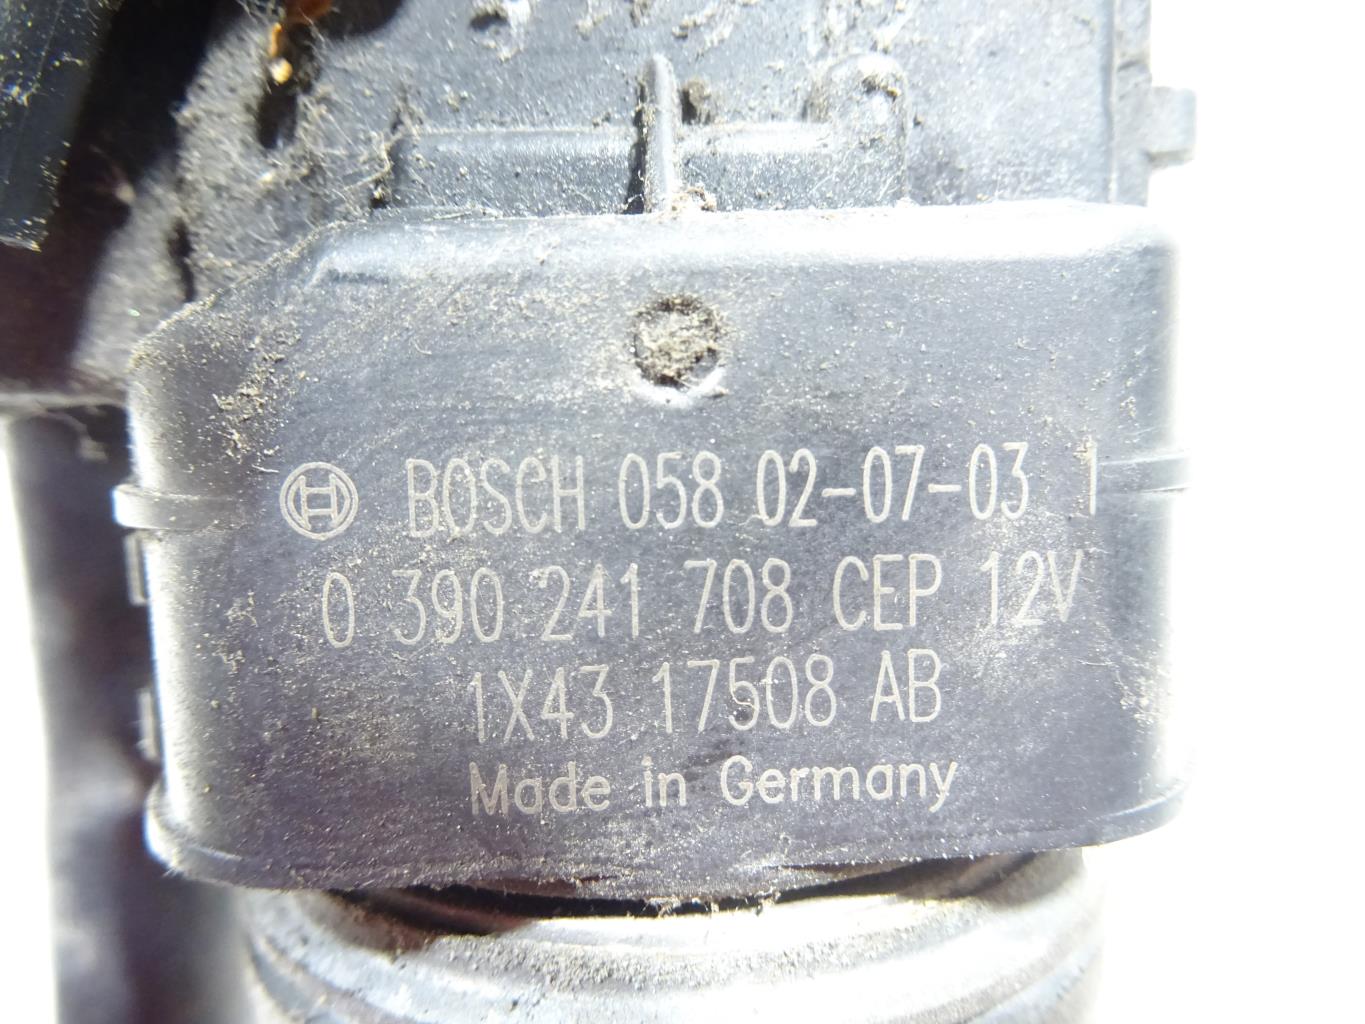 BOSCH 058 02-07-03 1
0 390 241 708 CEP 12V
1X43 17508 AB
Made in Germany